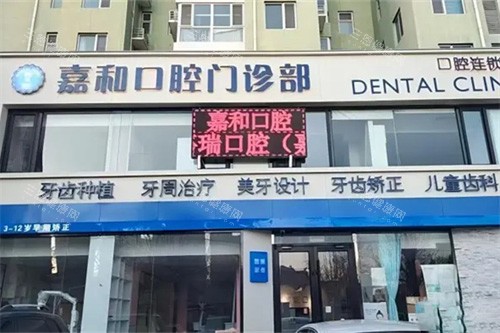 嘉和口腔门诊部
口腔连锁
DENTAL CLIN
嘉和口腔
瑞口腔（嘉
牙齿种植 牙周治疗 美牙设计 牙齿矫正 儿童齿科
3-12岁早期矫正